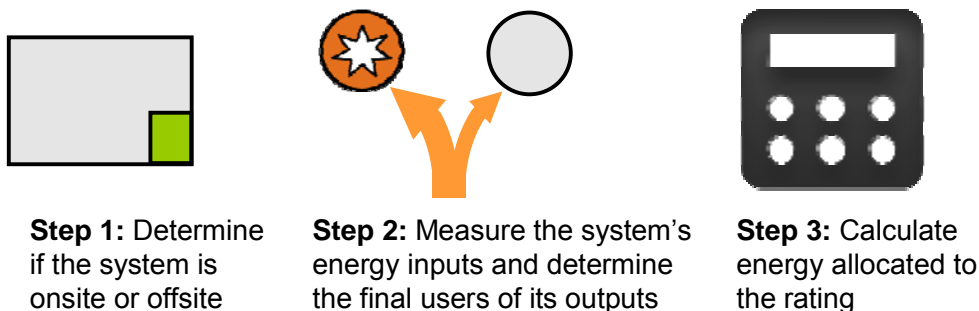 Step 1: Determine
if the system is
onsite or offsite
Step 2: Measure the system's
energy inputs and determine
the final users of its outputs
Step 3: Calculate
energy allocated to
the rating